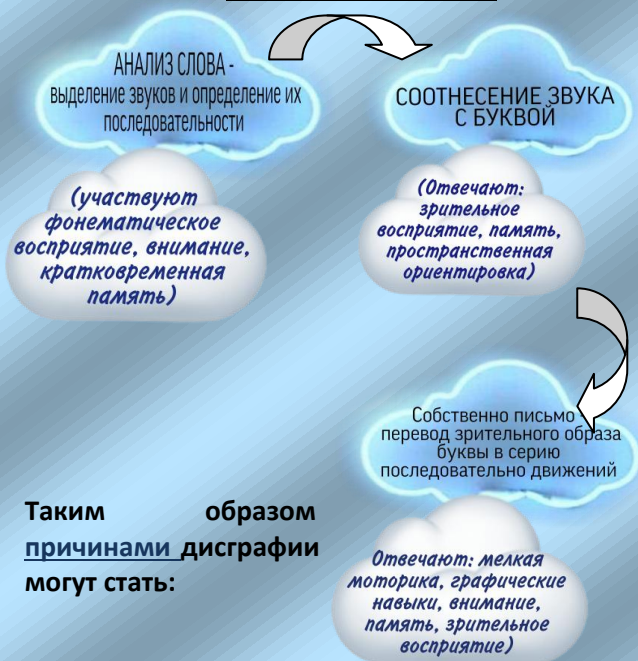 АНАЛИЗ СЛОВА -
выделение звуков и определение их
последовательности
(участвуют
фонематическое
восприятие, внимание,
кратковременная
память)
СООТНЕСЕНИЕ ЗВУКА
С БУКВОЙ
(Отвечают:
зрительное
восприятие, память,
пространственная
ориентировка)
Собственно письмо -
перевод зрительного образа
буквы в серию
последовательно движений
Отвечают: мелкая
моторика, графические
навыки, внимание,
память, зрительное
восприятие)
Таким образом
причинами дисграфии
могут стать: